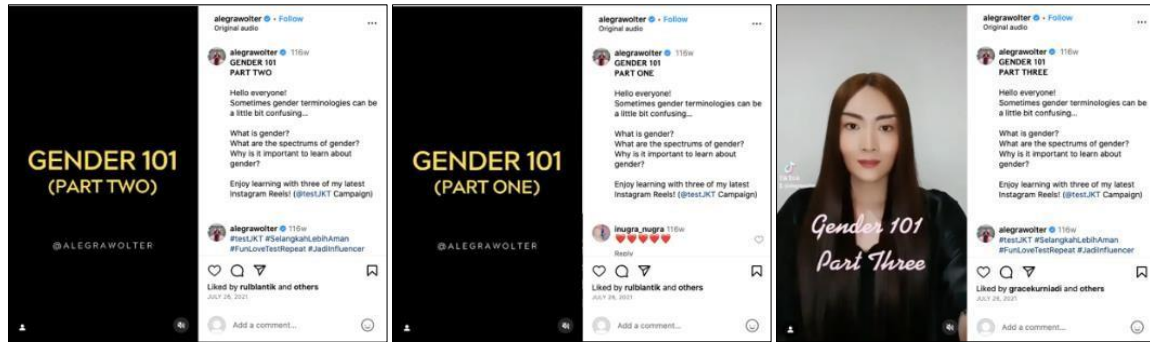 GENDER 101
(PART TWO)
@ALEGRAWOLTER
alegrawolter • Follow
Original audio
alegrawolter 116w
GENDER 101
PART TWO
Hello everyone!
Sometimes gender terminologies can be
a little bit confusing...
What is gender?
What are the spectrums of gender?
Why is it important to learn about
gender?
Enjoy learning with three of my latest
Instagram Reels! (@testJKT Campaign)
alegrawolter 116w
#testJKT #SelangkahLebihAman
#FunLoveTestRepeat #JadiInfluencer
Liked by rulblantik and others
JULY 26, 2021
Add a comment...
GENDER 101
(PART ONE)
@ALEGRAWOLTER
alegrawolter • Follow
Original audio
alegrawolter 116w
GENDER 101
PART ONE
Hello everyone!
Sometimes gender terminologies can be
a little bit confusing...
What is gender?
What are the spectrums of gender?
Why is it important to learn about
gender?
Enjoy learning with three of my latest
Instagram Reels! (@testJKT Campaign)
inugra_nugra 116w
Reply
Liked by rulblantik and others
JULY 26, 2021
Add a comment...
TikTok
Gender 101
Part Three
alegrawolter • Follow
Original audio
alegrawolter 116w
GENDER 101
PART THREE
Hello everyone!
Sometimes gender terminologies can be
a little bit confusing...
What is gender?
What are the spectrums of gender?
Why is it important to learn about
gender?
Enjoy learning with three of my latest
Instagram Reels! (@testJKT Campaign)
alegrawolter 116w
#testJKT #SelangkahLebihAman
#FunLoveTestRepeat #JadiInfluencer
Liked by gracekurniadi and others
JULY 26, 2021
Add a comment...